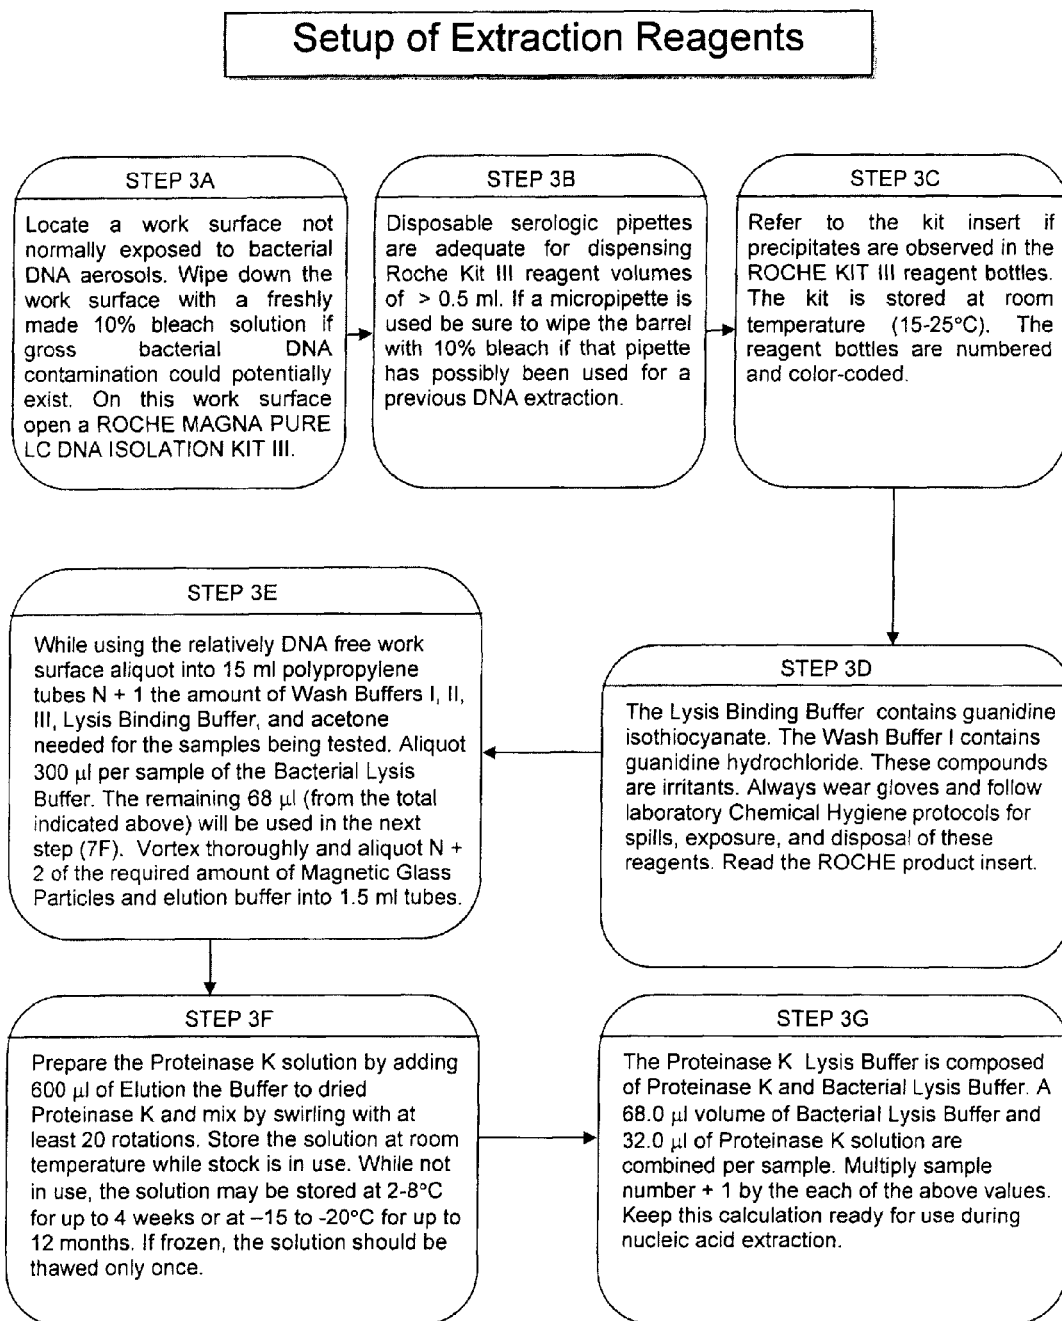 Setup of Extraction Reagents
STEP 3A
Locate a work surface not
normally exposed to bacterial
DNA aerosols. Wipe down the
work surface with a freshly
made 10% bleach solution if
gross bacterial DNA
contamination could potentially
exist. On this work surface
open a ROCHE MAGNA PURE
LC DNA ISOLATION KIT III.
STEP 3B
Disposable serologic pipettes
are adequate for dispensing
Roche Kit III reagent volumes
of > 0.5 ml. If a micropipette is
used be sure to wipe the barrel
with 10% bleach if that pipette
has possibly been used for a
previous DNA extraction.
STEP 3C
Refer to the kit insert if
precipitates are observed in the
ROCHE KIT III reagent bottles.
The kit is stored at room
temperature (15-25°C). The
reagent bottles are numbered
and color-coded.
STEP 3D
The Lysis Binding Buffer contains guanidine
isothiocyanate. The Wash Buffer I contains
guanidine hydrochloride. These compounds
are irritants. Always wear gloves and follow
laboratory Chemical Hygiene protocols for
spills, exposure, and disposal of these
reagents. Read the ROCHE product insert.
STEP 3E
While using the relatively DNA free work
surface aliquot into 15 ml polypropylene
tubes N + 1 the amount of Wash Buffers I, II,
III, Lysis Binding Buffer, and acetone
needed for the samples being tested. Aliquot
300 µl per sample of the Bacterial Lysis
Buffer. The remaining 68 µl (from the total
indicated above) will be used in the next
step (7F). Vortex thoroughly and aliquot N +
2 of the required amount of Magnetic Glass
Particles and elution buffer into 1.5 ml tubes.
STEP 3F
Prepare the Proteinase K solution by adding
600 µl of Elution the Buffer to dried
Proteinase K and mix by swirling with at
least 20 rotations. Store the solution at room
temperature while stock is in use. While not
in use, the solution may be stored at 2-8°C
for up to 4 weeks or at –15 to -20°C for up to
12 months. If frozen, the solution should be
thawed only once.
STEP 3G
The Proteinase K Lysis Buffer is composed
of Proteinase K and Bacterial Lysis Buffer. A
68.0 µl volume of Bacterial Lysis Buffer and
32.0 µl of Proteinase K solution are
combined per sample. Multiply sample
number + 1 by the each of the above values.
Keep this calculation ready for use during
nucleic acid extraction.